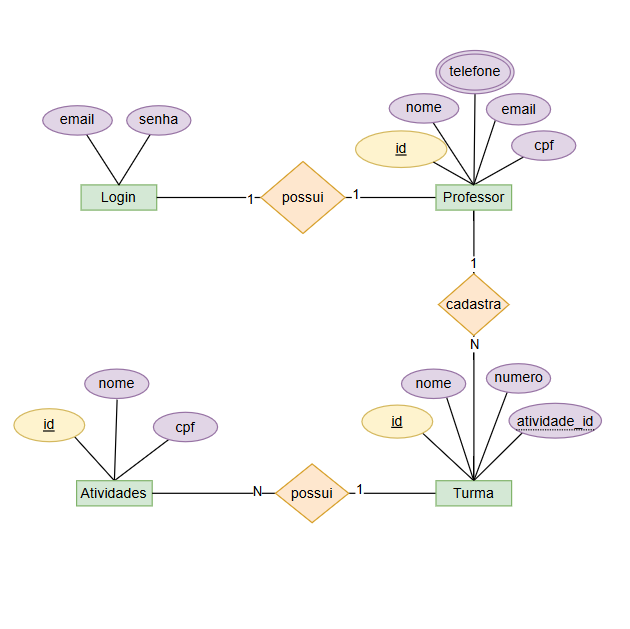 telefone
nome
email
email
senha
id
cpf
Login
1
possui
1
Professor
1
cadastra
N
nome
nome
numero
id
cpf
id
atividade_id
Atividades
N
possui
1
Turma